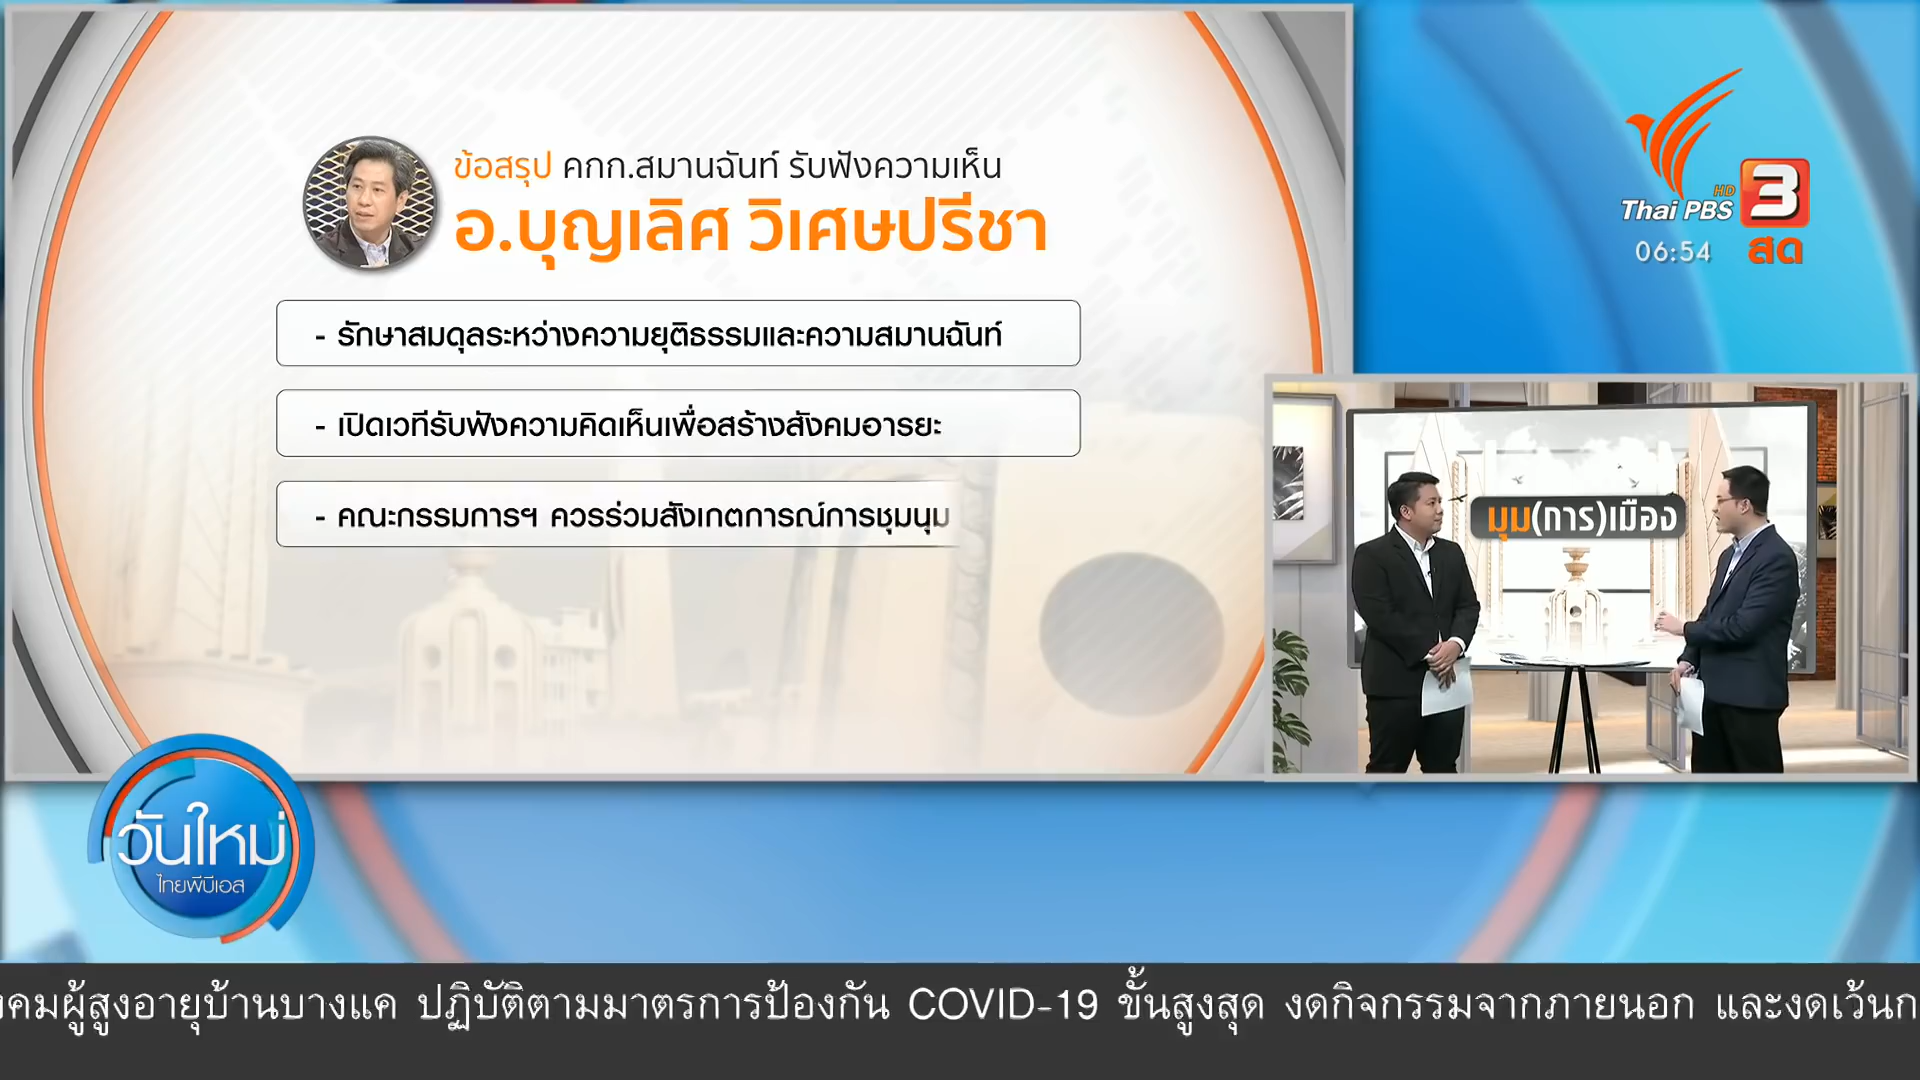 ข้อสรุป คกก.สมานฉันท์ รับฟังความเห็น
อ.บุญเลิศ วิเศษปรีชา
- รักษาสมดุลระหว่างความยุติธรรมและความสมานฉันท์
- เปิดเวทีรับฟังความคิดเห็นเพื่อสร้างสังคมอารยะ
- คณะกรรมการฯ ควรร่วมสังเกตการณ์การชุมนุม
HD
Thai PBS 3
06:54 สด
มุม(การ)เมือง
วันใหม่
ไทยพีบีเอส
คมผู้สูงอายุบ้านบางแค ปฏิบัติตามมาตรการป้องกัน COVID-19 ขั้นสูงสุด งดกิจกรรมจากภายนอก และงดเว้นก